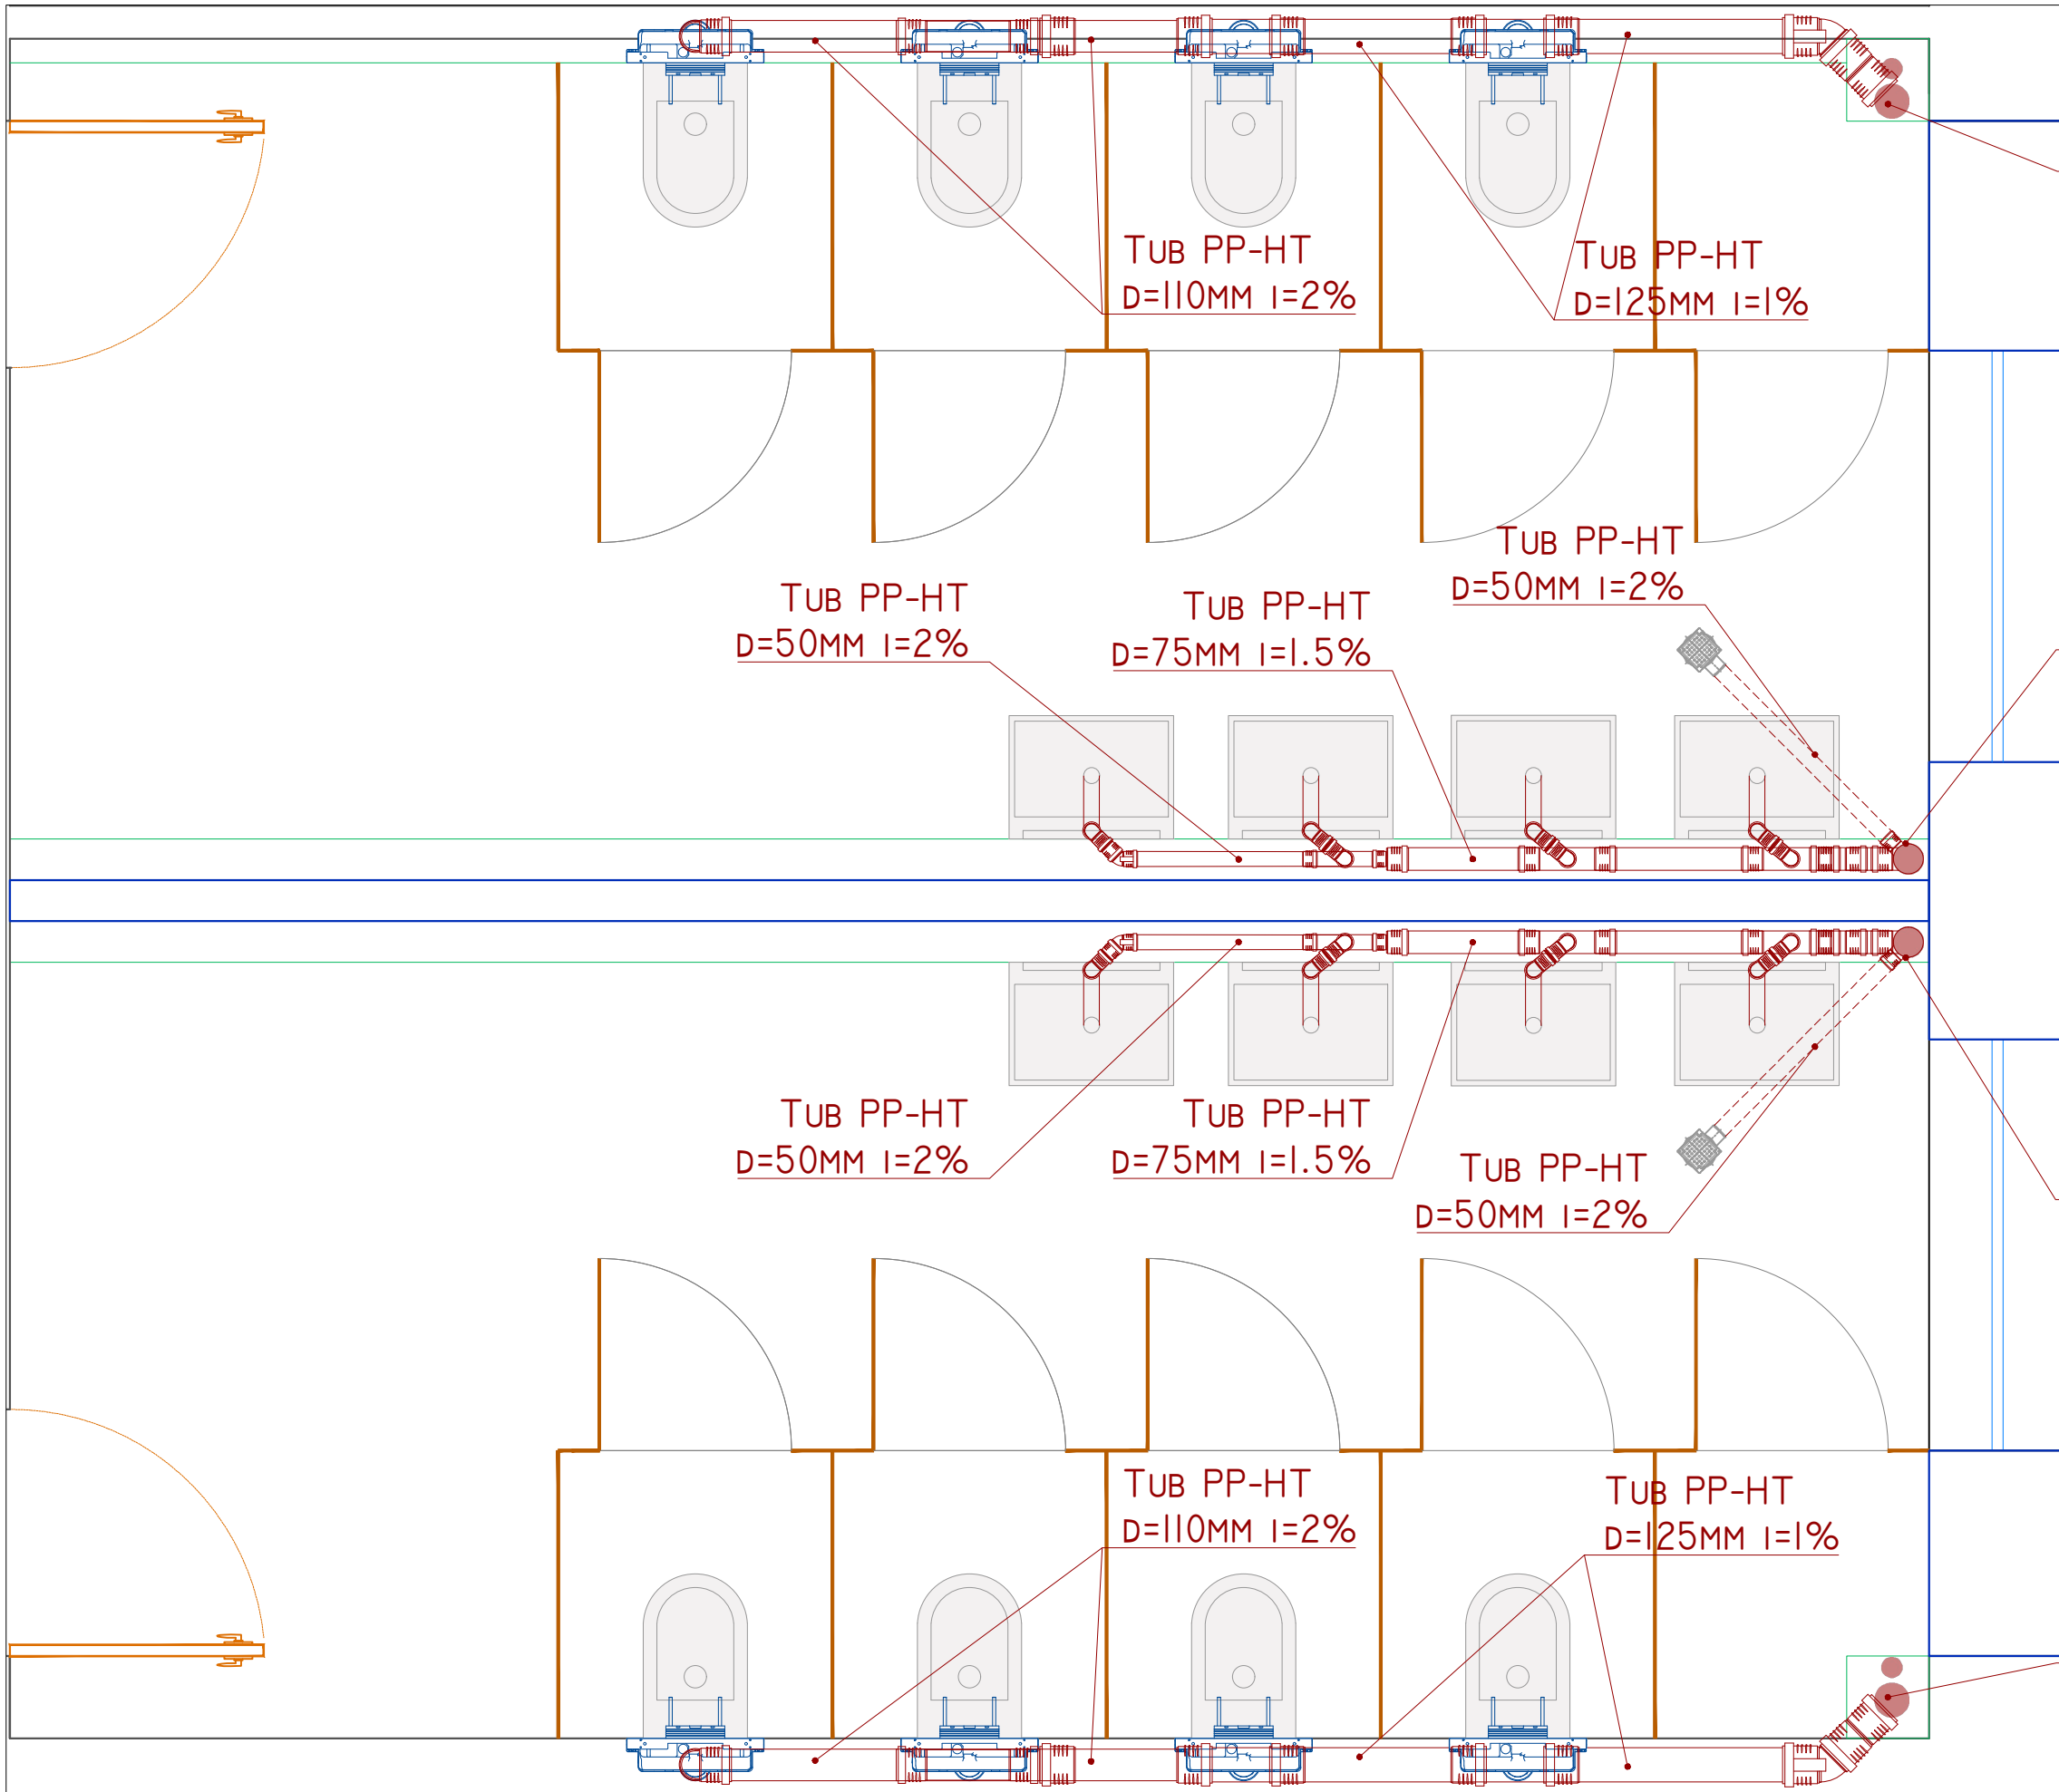 TUB PP-HT
D=110MM I=2%
TUB PP-HT
D=125MM I=1%
TUB PP-HT
D=50MM I=2%
TUB PP-HT
D=50MM I=2%
TUB PP-HT
D=75MM I=1.5%
TUB PP-HT
D=50MM I=2%
TUB PP-HT
D=75MM I=1.5%
TUB PP-HT
D=50MM I=2%
TUB PP-HT
D=110MM I=2%
TUB PP-HT
D=125MM I=1%